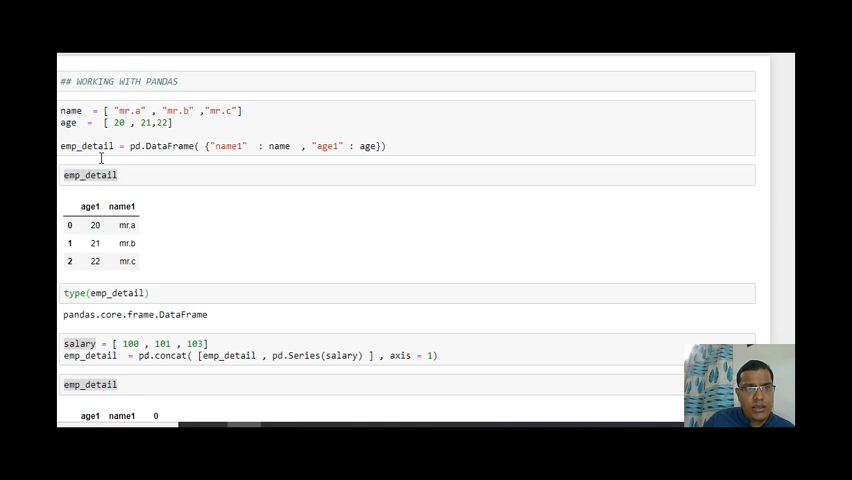 ## WORKING WITH PANDAS
name = [ "mr.a" , "mr.b" ,"mr.c"]
age = [ 20 , 21,22]
emp_detail = pd.DataFrame( {"name1" : name , "age1" : age})
emp_detail
age1 name1
0 20 mr.a
1 21 mr.b
2 22 mr.c
type(emp_detail)
pandas.core.frame.DataFrame
salary = [ 100 , 101 , 103]
emp_detail = pd.concat( [emp_detail , pd.Series(salary) ] , axis = 1)
emp_detail
age1 name1 0